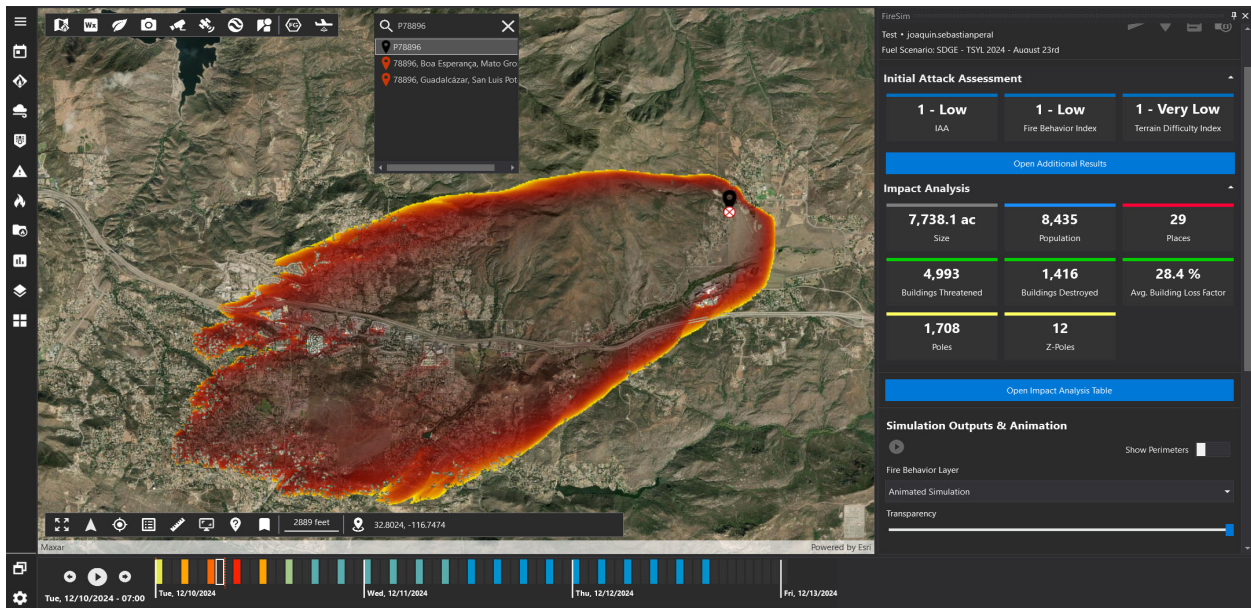 Wx
FG
P78896
P78896
78896, Boa Esperança, Mato Gro
78896, Guadalcázar, San Luis Pot
FireSim
Test • joaquin.sebastianperal
Fuel Scenario: SDGE - TSYL 2024 - August 23rd
Initial Attack Assessment
1 - Low
IAA
1 - Low
Fire Behavior Index
1 - Very Low
Terrain Difficulty Index
Open Additional Results
Impact Analysis
7,738.1 ac
Size
8,435
Population
29
Places
4,993
Buildings Threatened
1,416
Buildings Destroyed
28.4 %
Avg. Building Loss Factor
1,708
Poles
12
Z-Poles
Open Impact Analysis Table
Simulation Outputs & Animation
Show Perimeters
Fire Behavior Layer
Animated Simulation
Transparency
2889 feet
32.8024, -116.7474
Maxar
Powered by Esri
Tue, 12/10/2024 - 07:00
Tue, 12/10/2024
Wed, 12/11/2024
Thu, 12/12/2024
Fri, 12/13/2024